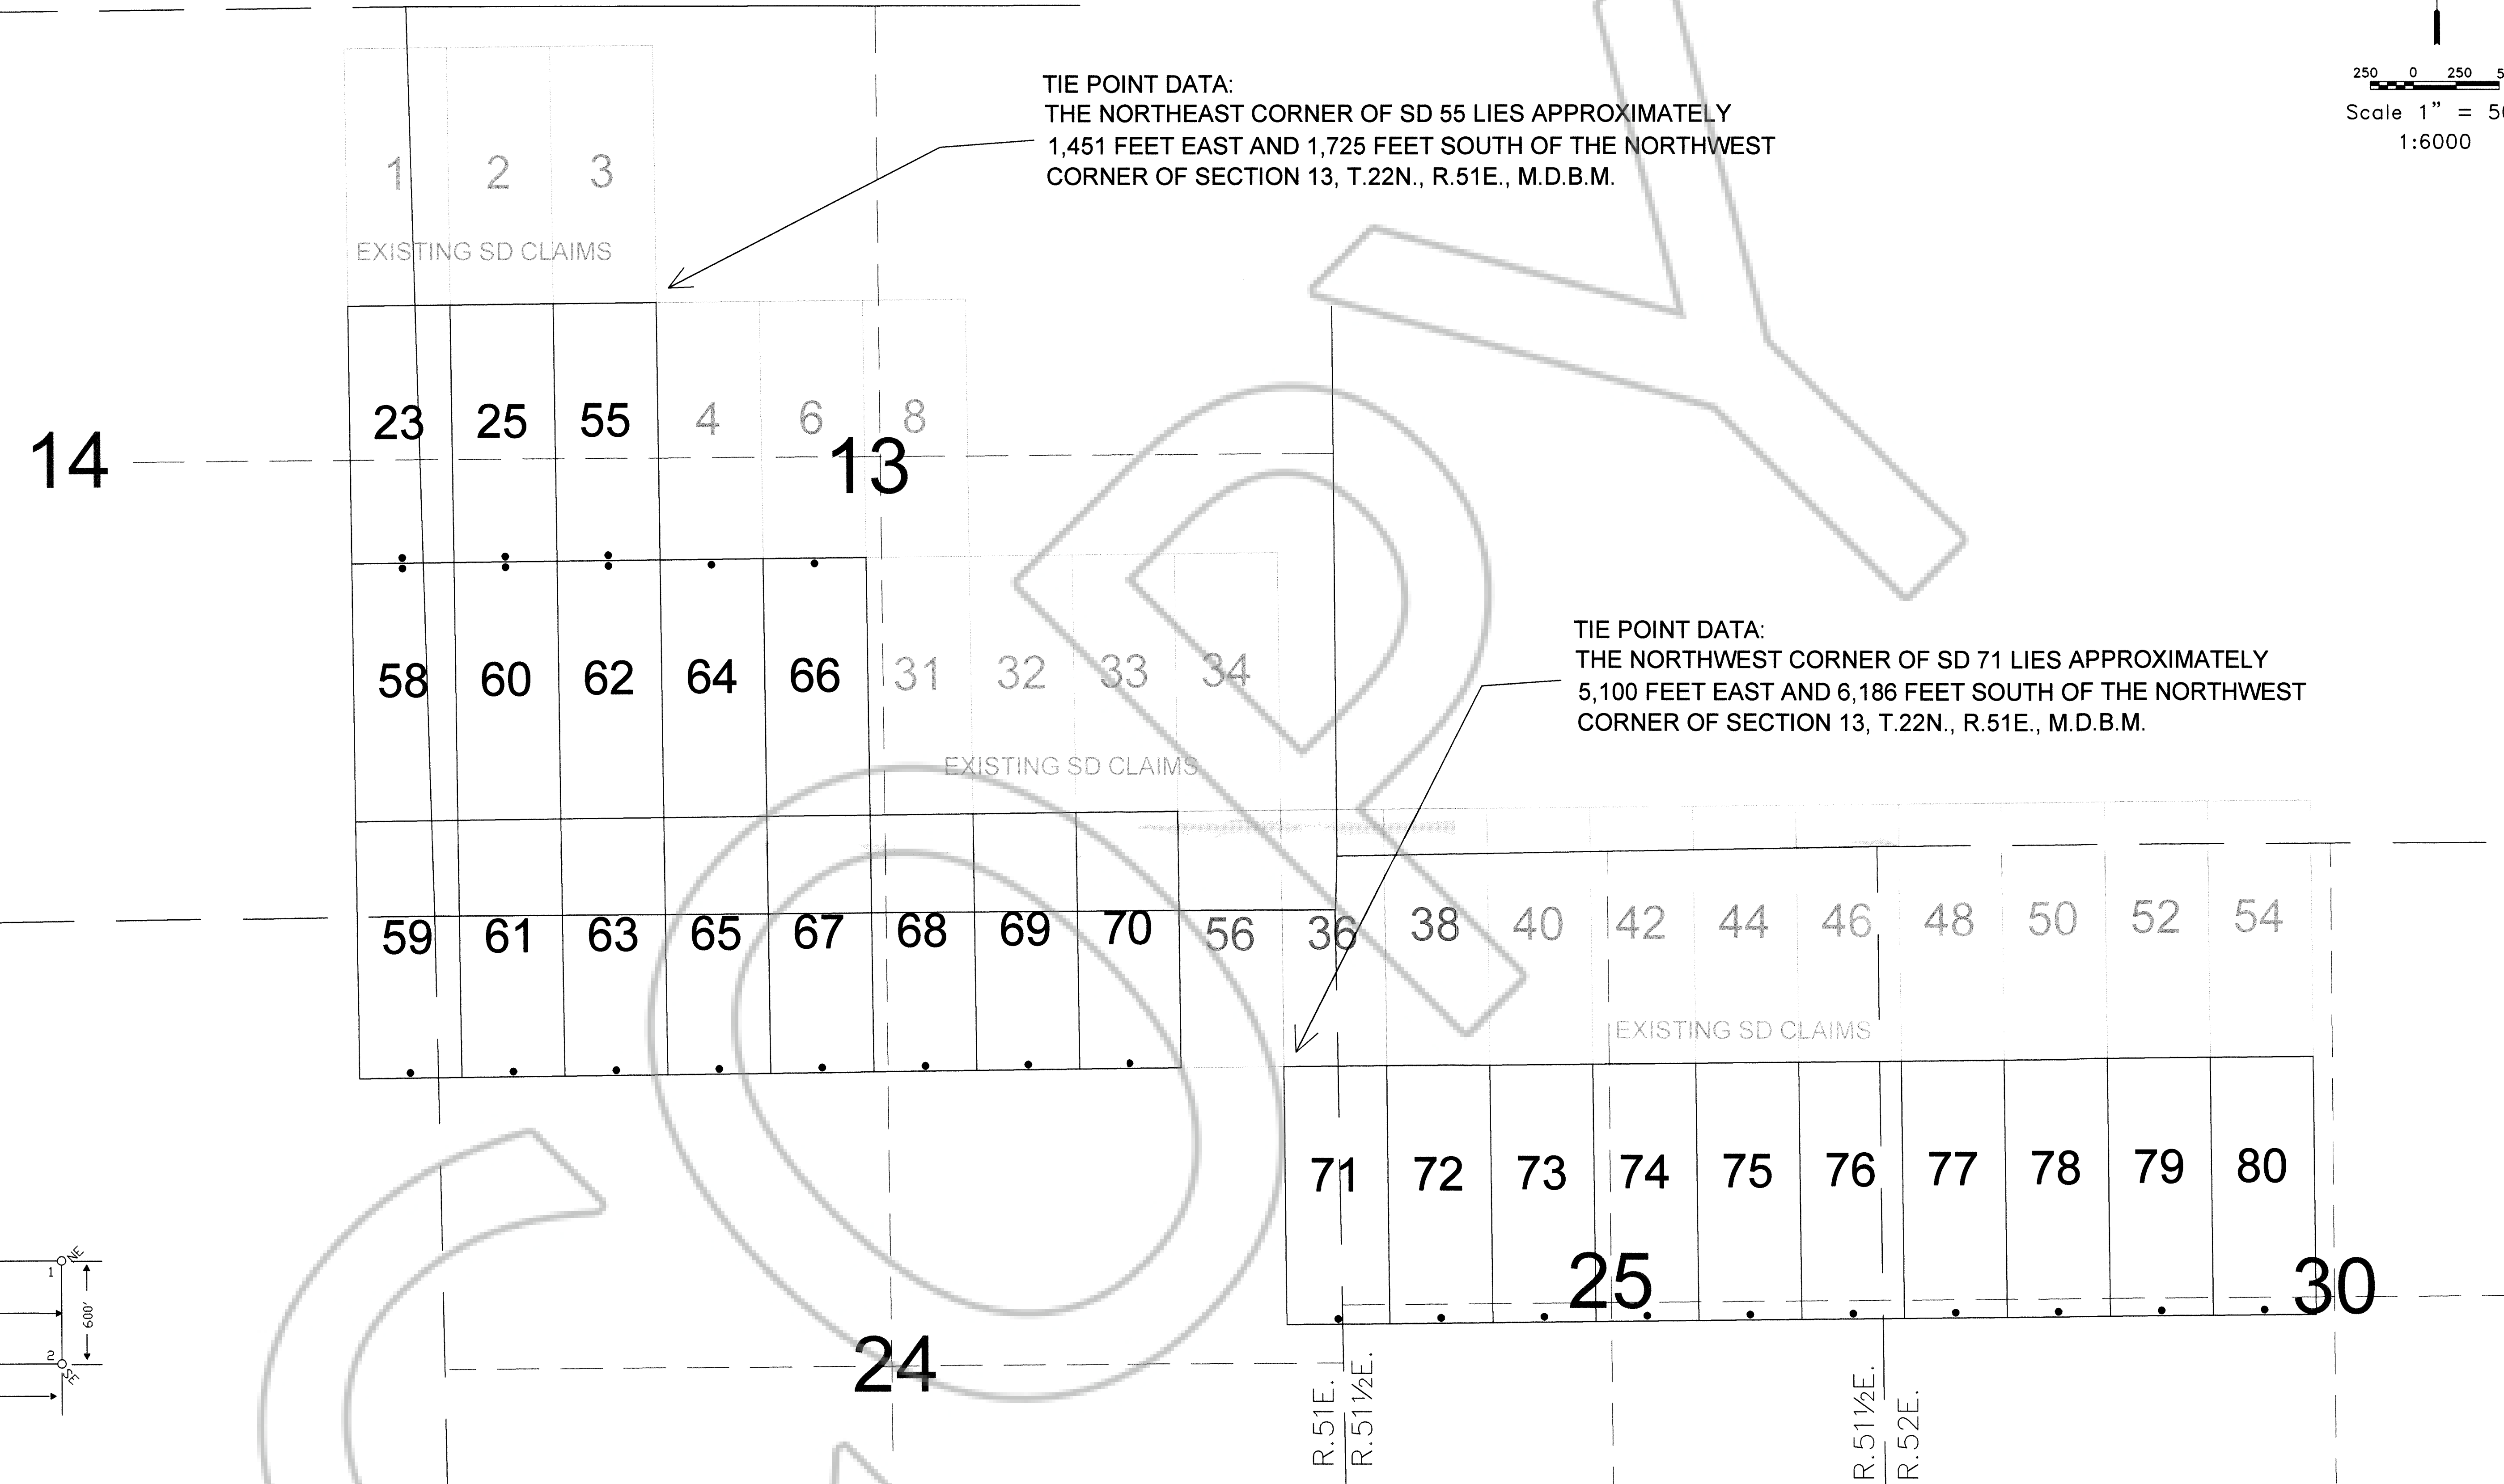 TIE POINT DATA:
THE NORTHEAST CORNER OF SD 55 LIES APPROXIMATELY
1,451 FEET EAST AND 1,725 FEET SOUTH OF THE NORTHWEST
CORNER OF SECTION 13, T.22N., R.51E., M.D.B.M.
250 0 250
Scale 1" =
1:6000
1 2 3
EXISTING SD CLAIMS
23 25 55 4 6 8
14
13
TIE POINT DATA:
THE NORTHWEST CORNER OF SD 71 LIES APPROXIMATELY
5,100 FEET EAST AND 6,186 FEET SOUTH OF THE NORTHWEST
CORNER OF SECTION 13, T.22N., R.51E., M.D.B.M.
58 60 62 64 66 31 32 33 34
EXISTING SD CLAIMS
59 61 63 65 67 68 69 70 56 36 38 40 42 44 46 48 50 52 54
EXISTING SD CLAIMS
71 72 73 74 75 76 77 78 79 80
25
30
24
NE
1
600'
2
SE
R.51E.
R.51½E.
R.51½E.
R.52E.
COPY